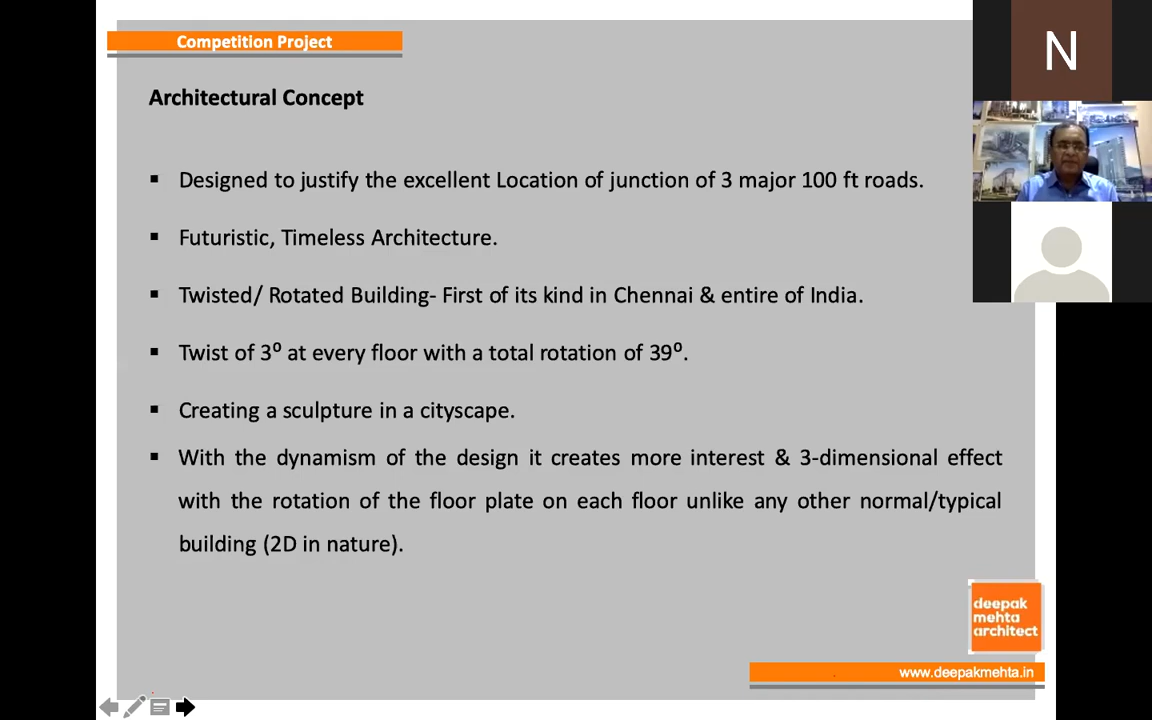 Competition Project
N
Architectural Concept
▪ Designed to justify the excellent Location of junction of 3 major 100 ft roads.
▪ Futuristic, Timeless Architecture.
▪ Twisted/ Rotated Building- First of its kind in Chennai & entire of India.
▪ Twist of 3⁰ at every floor with a total rotation of 39⁰.
▪ Creating a sculpture in a cityscape.
▪ With the dynamism of the design it creates more interest & 3-dimensional effect
with the rotation of the floor plate on each floor unlike any other normal/typical
building (2D in nature).
deepak
mehta
architect
www.deepakmehta.in